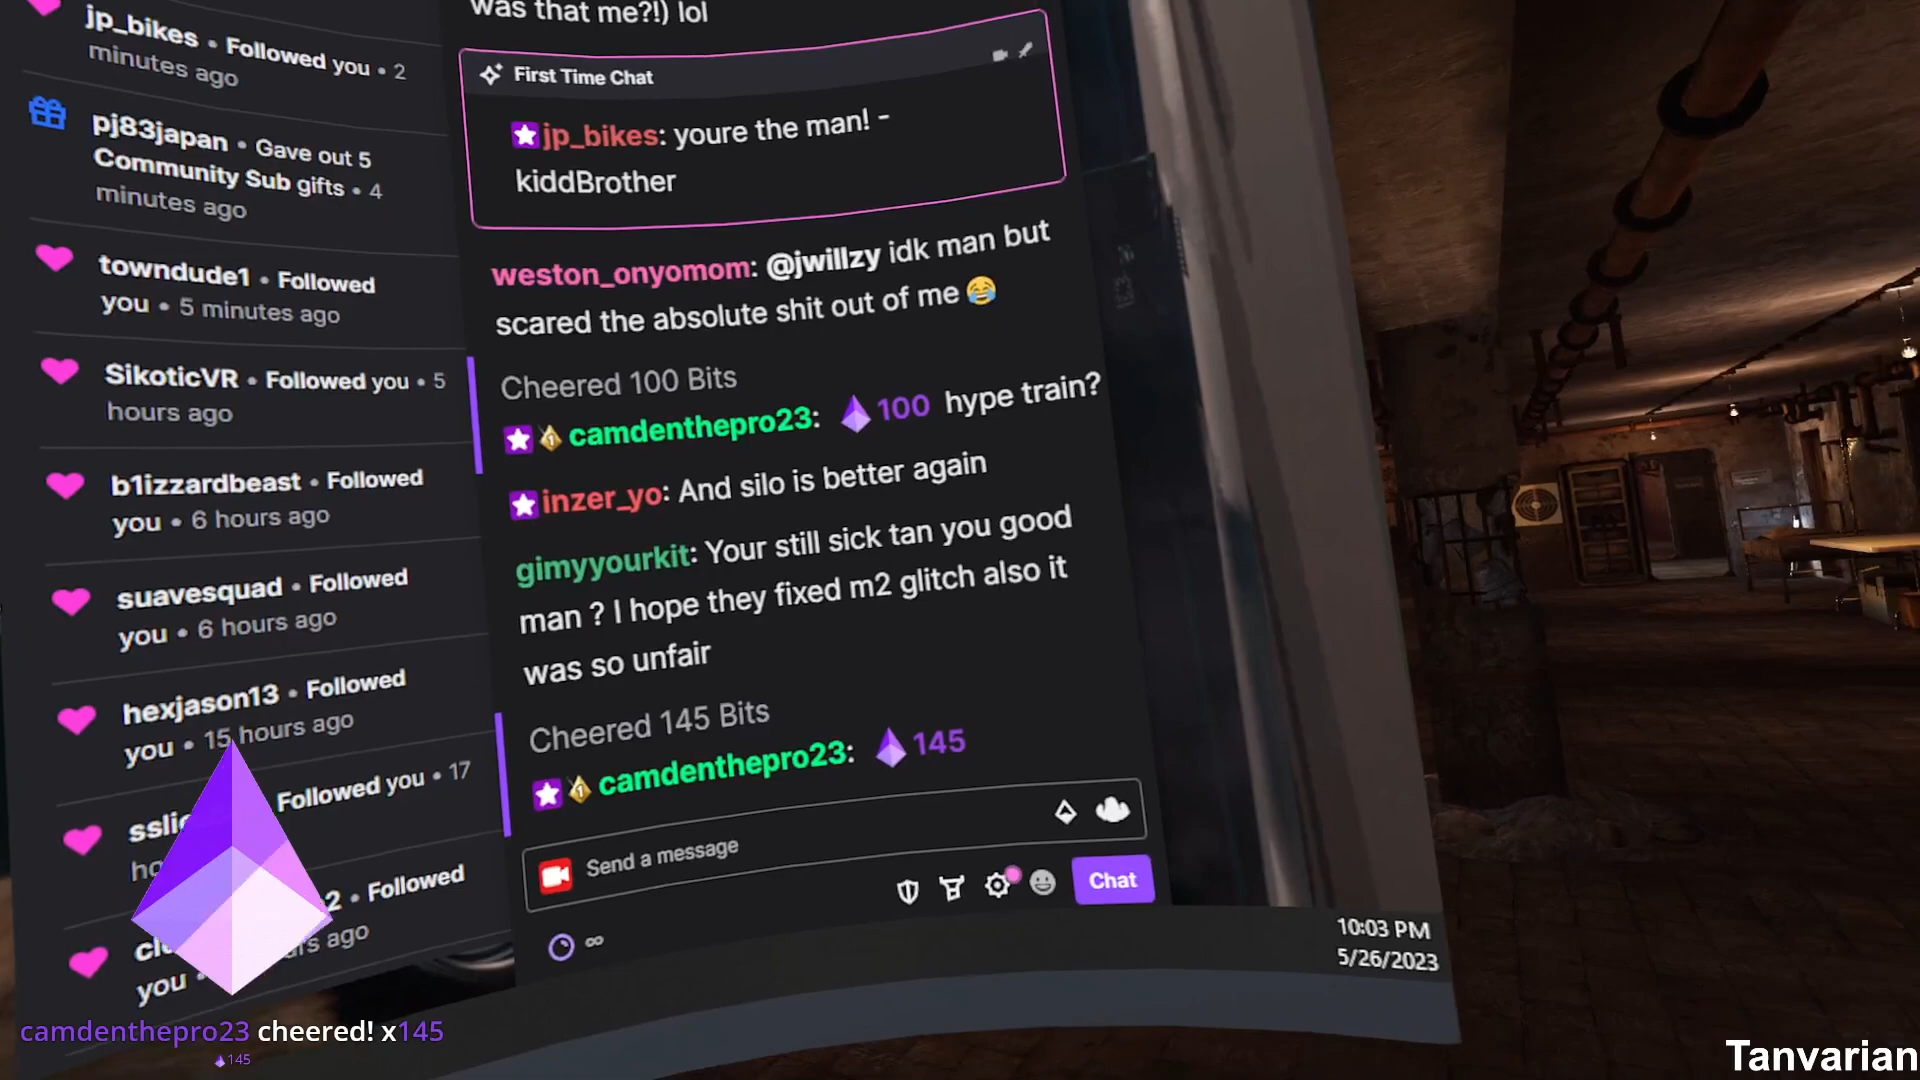 jp_bikes • Followed you • 2
minutes ago
pj83japan • Gave out 5
Community Sub gifts • 4
minutes ago
towndude1 • Followed
you • 5 minutes ago
SikoticVR • Followed you • 5
hours ago
b1izzardbeast • Followed
you • 6 hours ago
suavesquad • Followed
you • 6 hours ago
hexjason13 • Followed
you • 15 hours ago
Followed you • 17
Followed
you
ago
was that me?!) lol
First Time Chat
jp_bikes: youre the man! -
kiddBrother
weston_onyomom: @jwillzy idk man but
scared the absolute shit out of me 😂
Cheered 100 Bits
camdenthepro23: 100 hype train?
inzer_yo: And silo is better again
gimyyourkit: Your still sick tan you good
man ? I hope they fixed m2 glitch also it
was so unfair
Cheered 145 Bits
camdenthepro23: 145
Send a message
Chat
∞
10:03 PM
5/26/2023
camdenthepro23 cheered! x145
145
Tanvarian